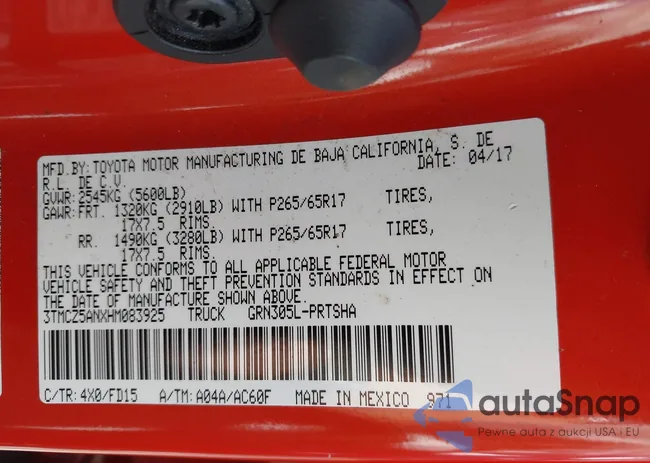 MFD.BY: TOYOTA MOTOR MANUFACTURING DE BAJA CALIFORNIA, S. DE
R.L. DE C.V. DATE: 04/17
GVWR: 2545KG (5600LB)
GAWR: FRT. 1320KG (2910LB) WITH P265/65R17 TIRES,
17X7.5 RIMS.
RR. 1490KG (3280LB) WITH P265/65R17 TIRES,
17X7.5 RIMS.
THIS VEHICLE CONFORMS TO ALL APPLICABLE FEDERAL MOTOR
VEHICLE SAFETY AND THEFT PREVENTION STANDARDS IN EFFECT ON
THE DATE OF MANUFACTURE SHOWN ABOVE.
3TMCZ5ANXHM083925 TRUCK GRN305L-PRTSHA
C/TR: 4X0/FD15 A/TM: A04A/AC60F MADE IN MEXICO 971
autoSnap
Pewne auta z aukcji USA i EU